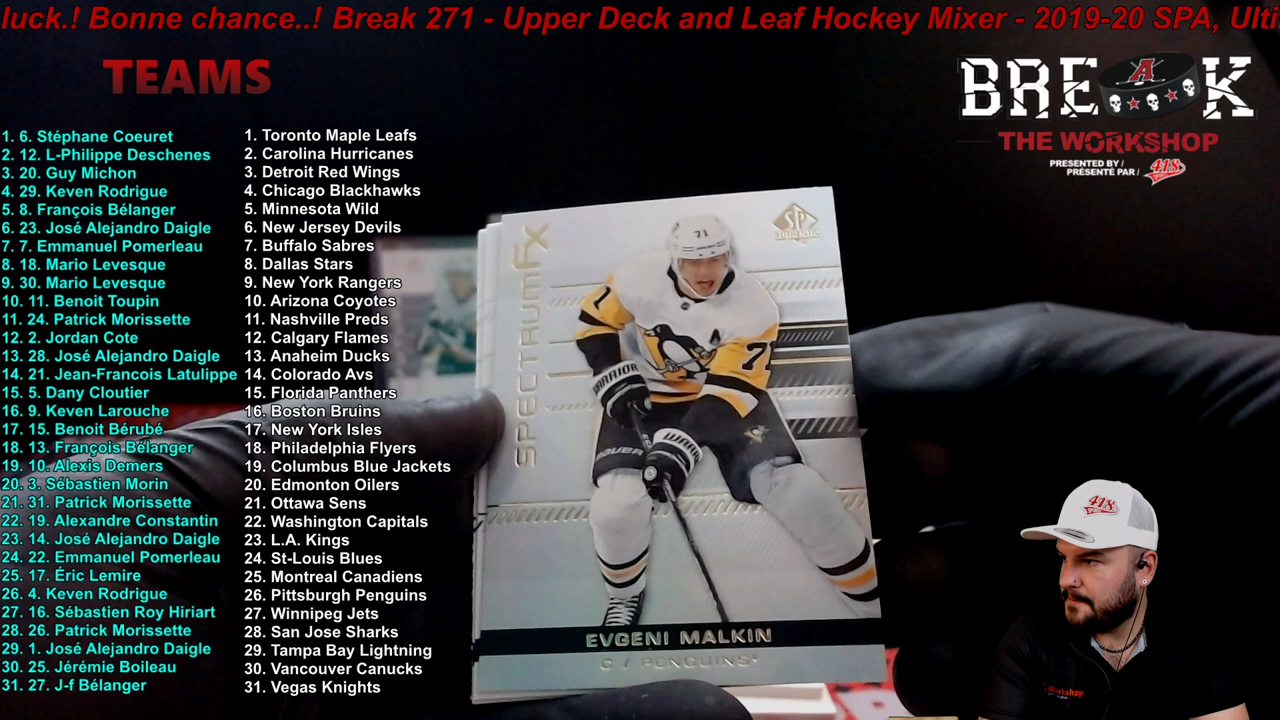 luck.! Bonne chance..! Break 271 - Upper Deck and Leaf Hockey Mixer - 2019-20 SPA, Ulti
TEAMS
BREAK
A
THE WORKSHOP
PRESENTED BY /
PRÉSENTÉ PAR /
418
1. 6. Stéphane Coeuret
2. 12. L-Philippe Deschenes
3. 20. Guy Michon
4. 29. Keven Rodrigue
5. 8. François Bélanger
6. 23. José Alejandro Daigle
7. 7. Emmanuel Pomerleau
8. 18. Mario Levesque
9. 30. Mario Levesque
10. 11. Benoit Toupin
11. 24. Patrick Morissette
12. 2. Jordan Cote
13. 28. José Alejandro Daigle
14. 21. Jean-Francois Latulippe
15. 5. Dany Cloutier
16. 9. Keven Larouche
17. 15. Benoit Bérubé
18. 13. François Bélanger
19. 10. Alexis Demers
20. 3. Sébastien Morin
21. 31. Patrick Morissette
22. 19. Alexandre Constantin
23. 14. José Alejandro Daigle
24. 22. Emmanuel Pomerleau
25. 17. Éric Lemire
26. 4. Keven Rodrigue
27. 16. Sébastien Roy Hiriart
28. 26. Patrick Morissette
29. 1. José Alejandro Daigle
30. 25. Jérémie Boileau
31. 27. J-f Bélanger
1. Toronto Maple Leafs
2. Carolina Hurricanes
3. Detroit Red Wings
4. Chicago Blackhawks
5. Minnesota Wild
6. New Jersey Devils
7. Buffalo Sabres
8. Dallas Stars
9. New York Rangers
10. Arizona Coyotes
11. Nashville Preds
12. Calgary Flames
13. Anaheim Ducks
14. Colorado Avs
15. Florida Panthers
16. Boston Bruins
17. New York Isles
18. Philadelphia Flyers
19. Columbus Blue Jackets
20. Edmonton Oilers
21. Ottawa Sens
22. Washington Capitals
23. L.A. Kings
24. St-Louis Blues
25. Montreal Canadiens
26. Pittsburgh Penguins
27. Winnipeg Jets
28. San Jose Sharks
29. Tampa Bay Lightning
30. Vancouver Canucks
31. Vegas Knights
SPECTRUM FX
SP
AUTHENTIC
71
A
71
71
WARRIOR
WARR
BAUER
EVGENI MALKIN
C / PENGUINS
418